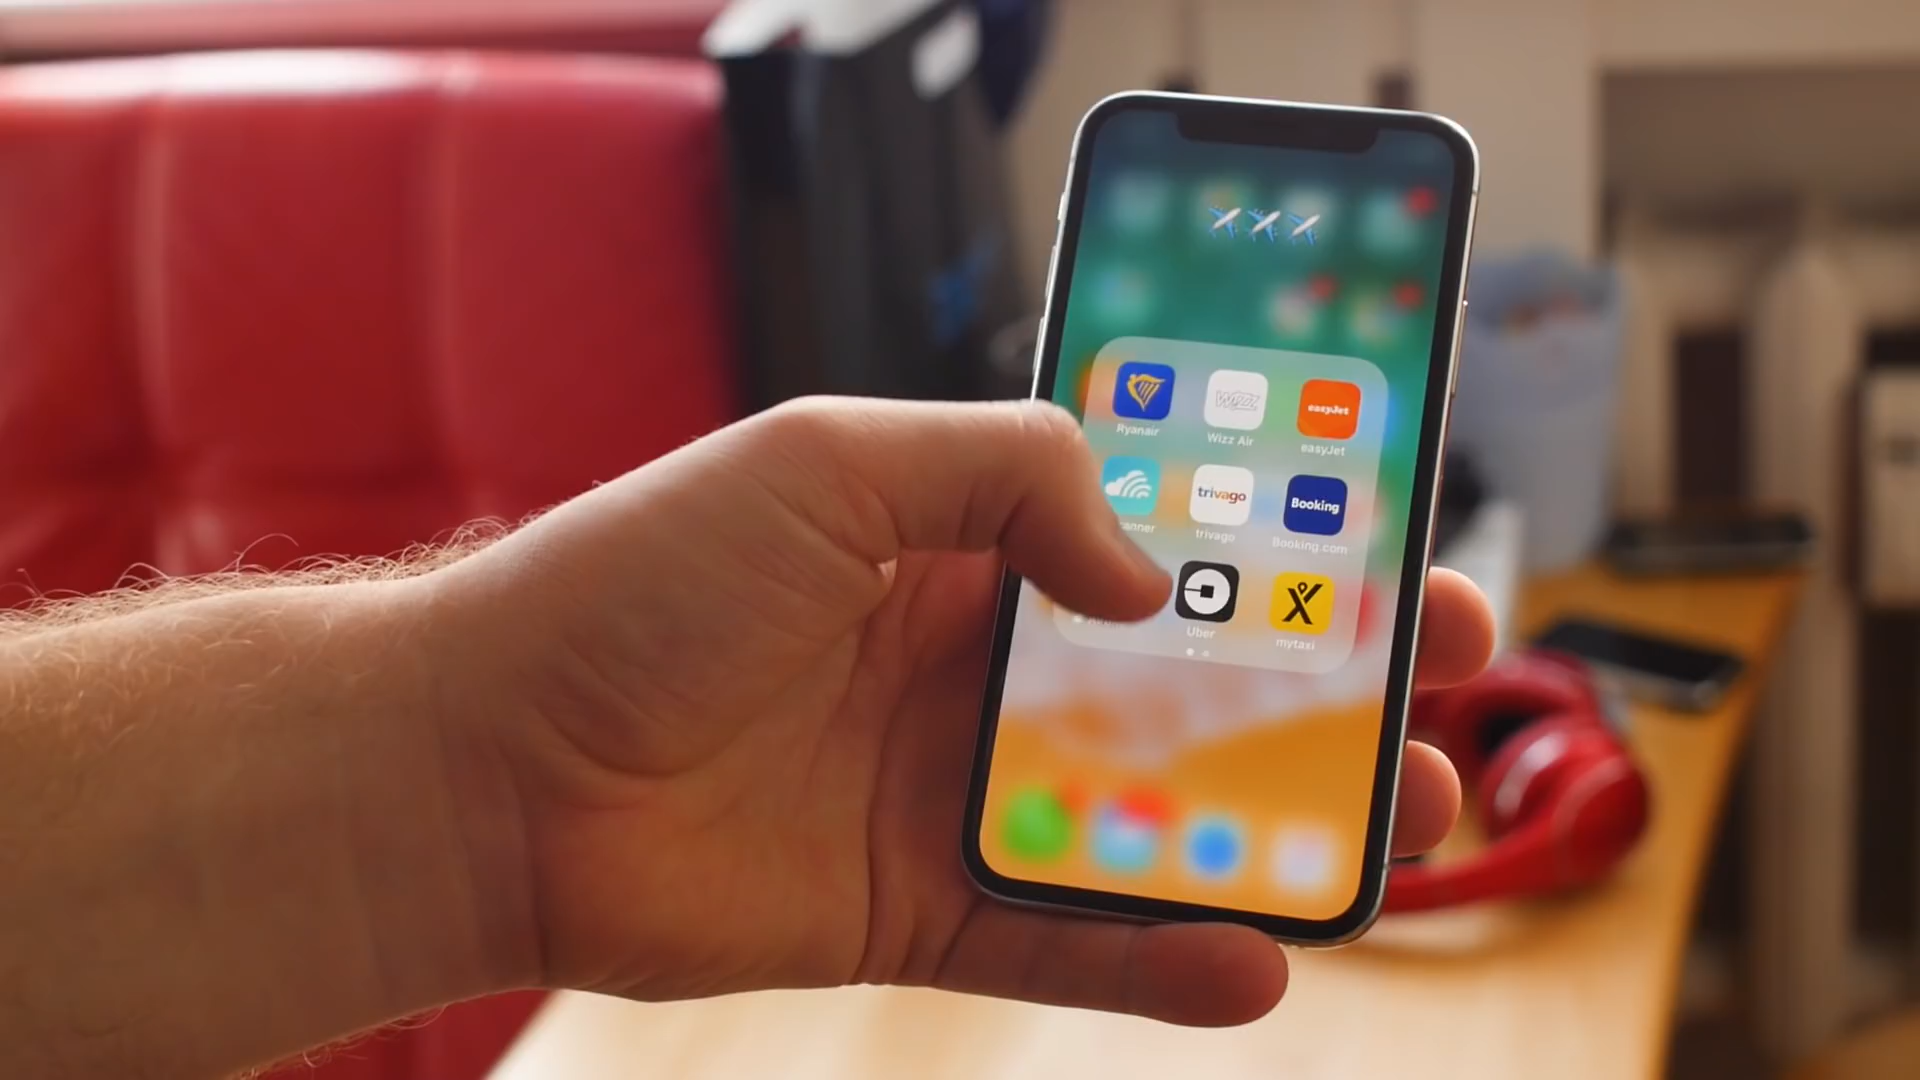 Ryanair
Wizz
Wizz Air
easyJet
easyJet
trivago
trivago
Booking
Booking.com
Uber
mytaxi